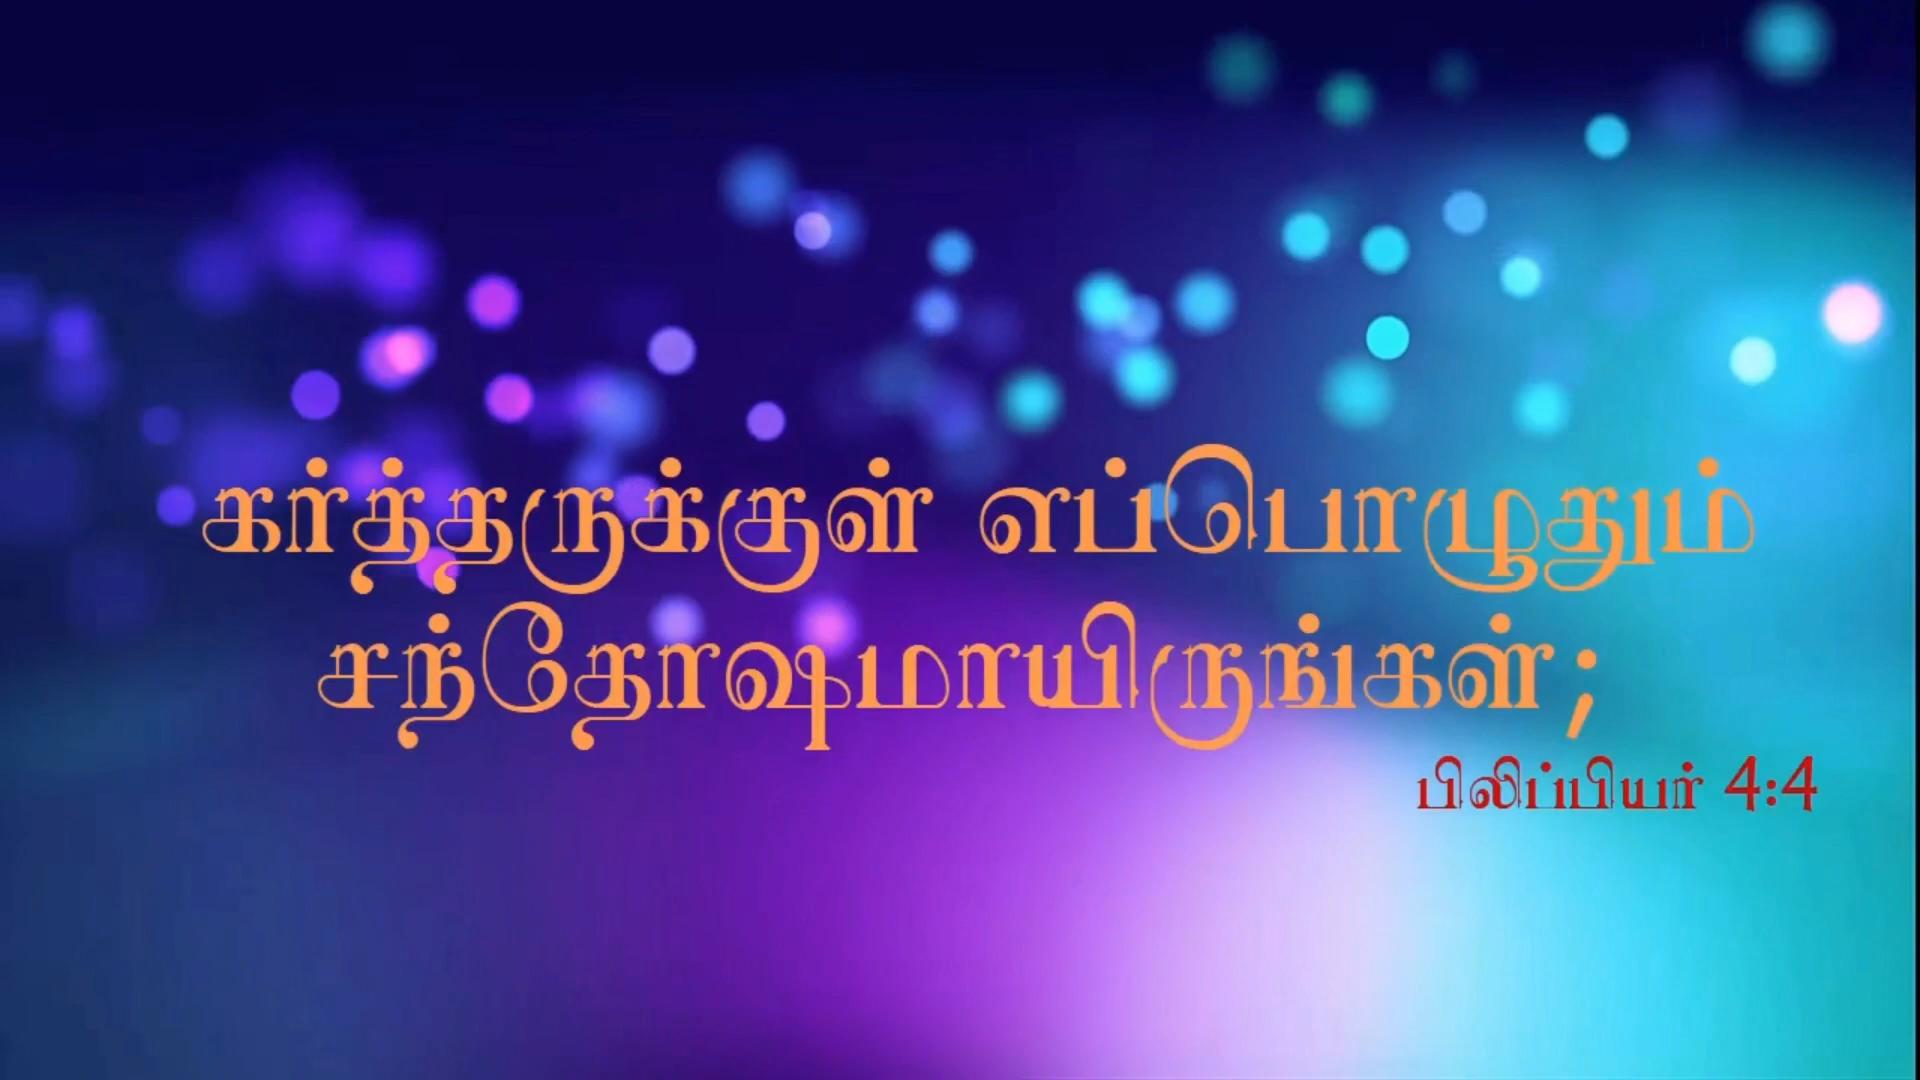 கர்த்தருக்குள் எப்பொழுதும்
சந்தோஷமாயிருங்கள்;
பிலிப்பியர் 4:4